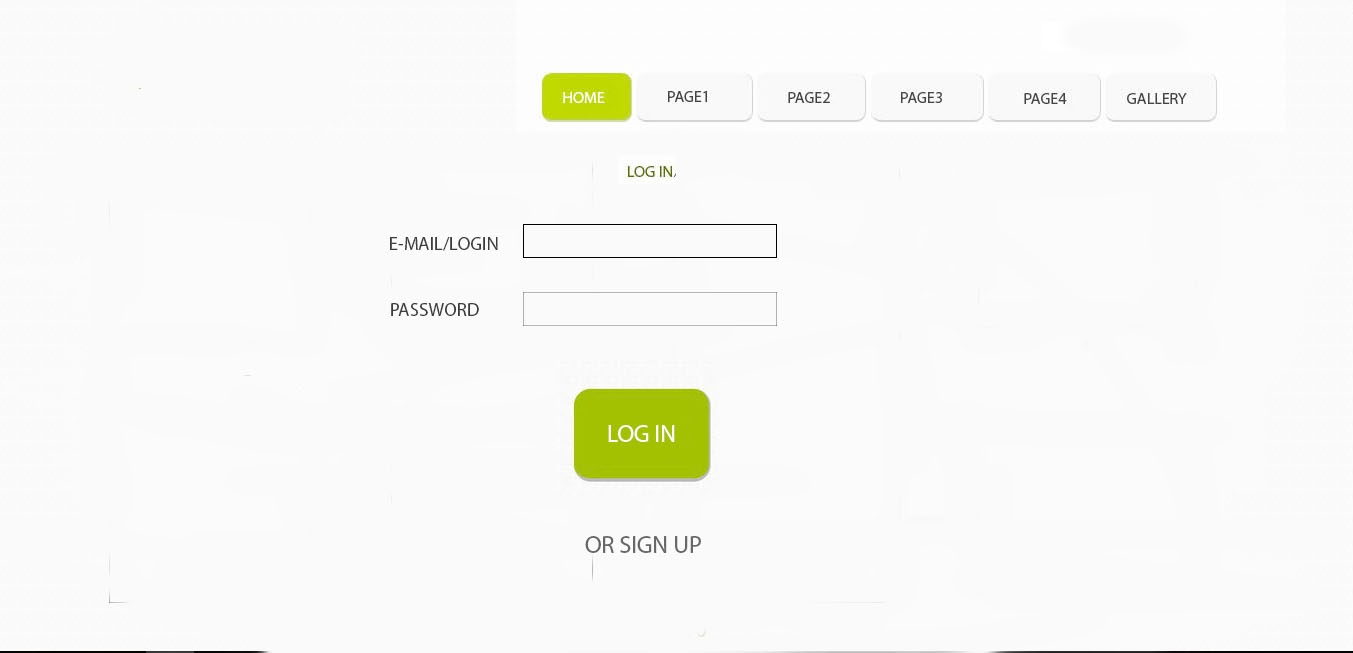 HOME PAGE1 PAGE2 PAGE3 PAGE4 GALLERY
LOG IN
E-MAIL/LOGIN
PASSWORD
LOG IN
OR SIGN UP